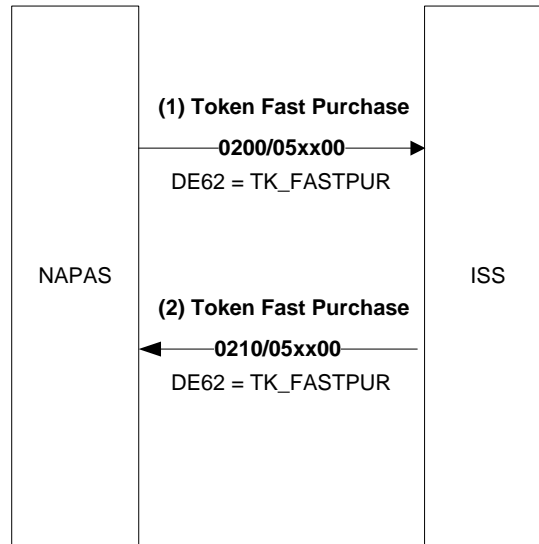 (1) Token Fast Purchase
0200/05xx00
DE62 = TK_FASTPUR
NAPAS
ISS
(2) Token Fast Purchase
0210/05xx00
DE62 = TK_FASTPUR